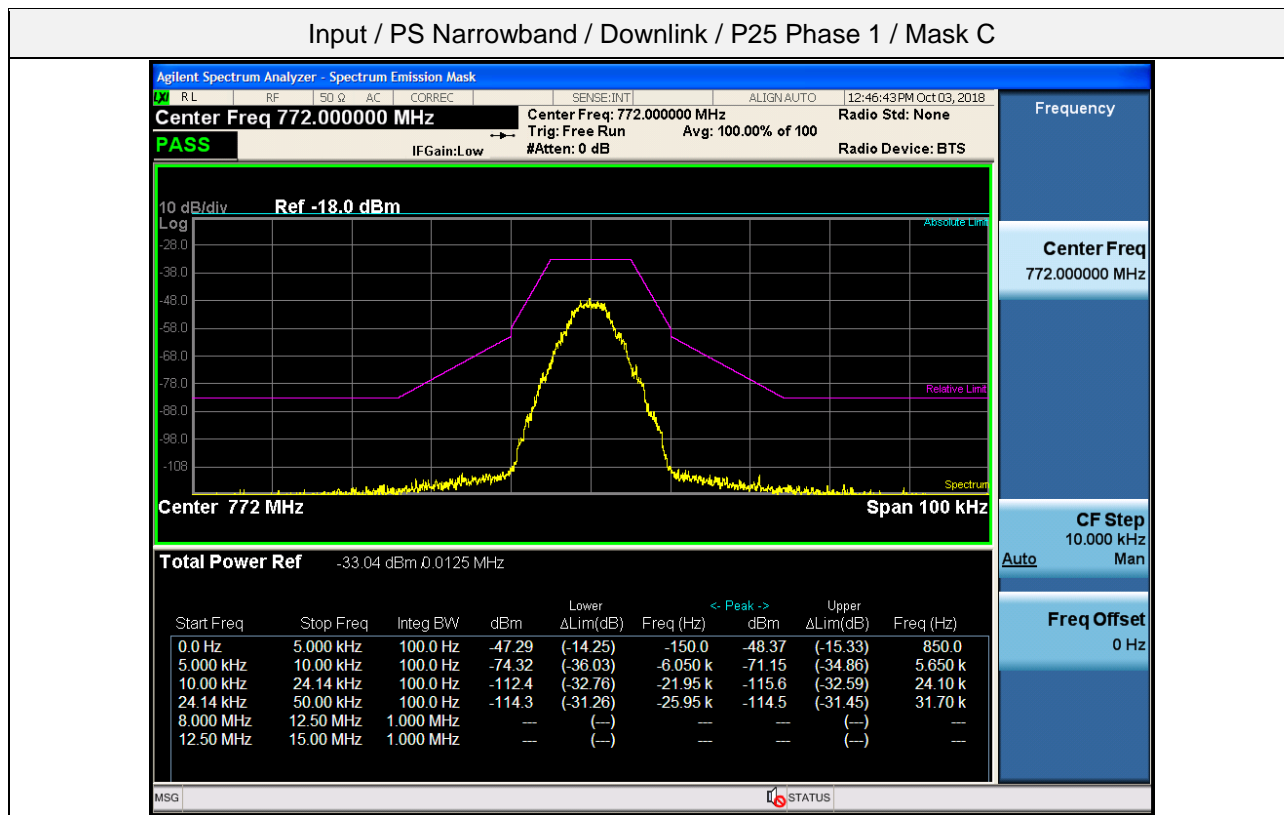 Input / PS Narrowband / Downlink / P25 Phase 1 / Mask C
Agilent Spectrum Analyzer - Spectrum Emission Mask
LXI RL RF 50 Ω AC CORREC SENSE:INT ALIGN AUTO 12:46:43 PM Oct 03, 2018
Center Freq 772.000000 MHz
Center Freq: 772.000000 MHz
Radio Std: None
Trig: Free Run Avg: 100.00% of 100
PASS
IFGain:Low
#Atten: 0 dB
Radio Device: BTS
10 dB/div Ref -18.0 dBm
Log
Absolute Limit
-28.0
-38.0
-48.0
-58.0
-68.0
-78.0
Relative Limit
-88.0
-98.0
-108
Spectrum
Center 772 MHz Span 100 kHz
Total Power Ref -33.04 dBm / 0.0125 MHz
Lower <- Peak -> Upper
Start Freq Stop Freq Integ BW dBm ΔLim(dB) Freq (Hz) dBm ΔLim(dB) Freq (Hz)
0.0 Hz 5.000 kHz 100.0 Hz -47.29 (-14.25) -150.0 -48.37 (-15.33) 850.0
5.000 kHz 10.00 kHz 100.0 Hz -74.32 (-36.03) -6.050 k -71.15 (-34.86) 5.650 k
10.00 kHz 24.14 kHz 100.0 Hz -112.4 (-32.76) -21.95 k -115.6 (-32.59) 24.10 k
24.14 kHz 50.00 kHz 100.0 Hz -114.3 (-31.26) -25.95 k -114.5 (-31.45) 31.70 k
8.000 MHz 12.50 MHz 1.000 MHz --- (---) --- --- (---) ---
12.50 MHz 15.00 MHz 1.000 MHz --- (---) --- --- (---) ---
MSG STATUS
Frequency
Center Freq
772.000000 MHz
CF Step
10.000 kHz
Auto Man
Freq Offset
0 Hz